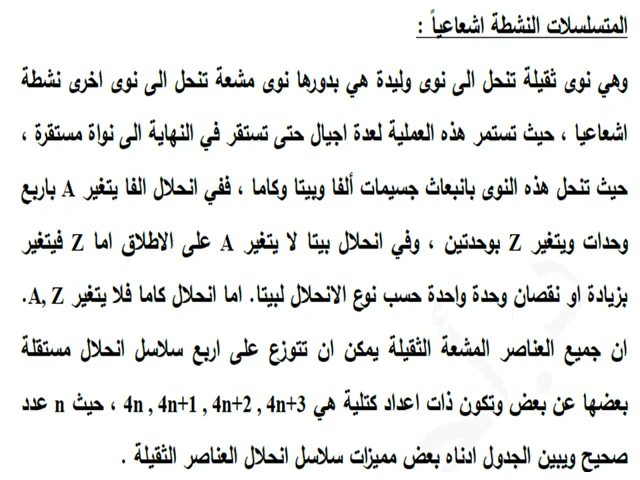 المتسلسلات النشطة اشعاعياً :
وهي نوى ثقيلة تنحل الى نوى وليدة هي بدورها نوى مشعة تنحل الى نوى اخرى نشطة
اشعاعيا ، حيث تستمر هذه العملية لعدة اجيال حتى تستقر في النهاية الى نواة مستقرة ،
حيث تنحل هذه النوى بانبعاث جسيمات ألفا وبيتا وكاما ، ففي انحلال الفا يتغير A باربع
وحدات ويتغير Z بوحدتين ، وفي انحلال بيتا لا يتغير A على الاطلاق اما Z فيتغير
بزيادة او نقصان وحدة واحدة حسب نوع الانحلال لبيتا. اما انحلال كاما فلا يتغير A, Z.
ان جميع العناصر المشعة الثقيلة يمكن ان تتوزع على اربع سلاسل انحلال مستقلة
بعضها عن بعض وتكون ذات اعداد كتلية هي 4n , 4n+1 , 4n+2 , 4n+3 ، حيث n عدد
صحيح ويبين الجدول ادناه بعض مميزات سلاسل انحلال العناصر الثقيلة .